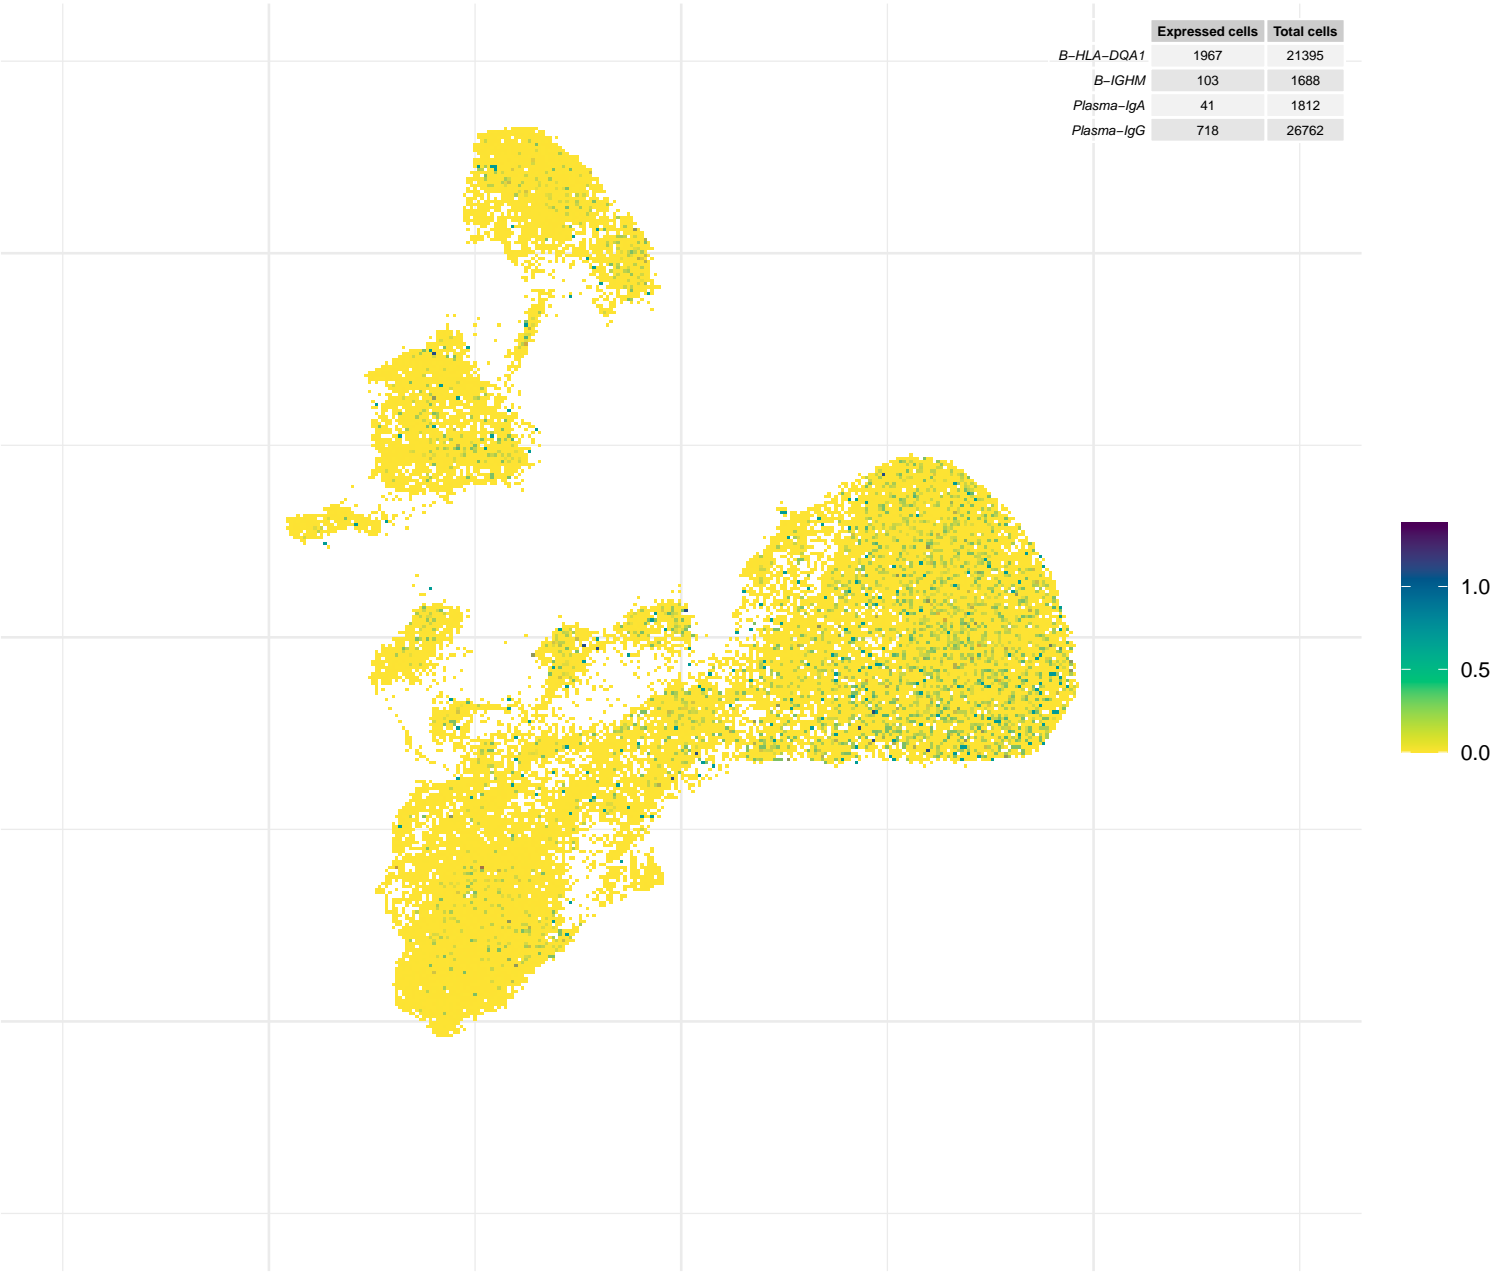 Expressed cells Total cells
B−HLA−DQA1 1967 21395
B−IGHM 103 1688
Plasma−IgA 41 1812
Plasma−IgG 718 26762
1.0
0.5
0.0